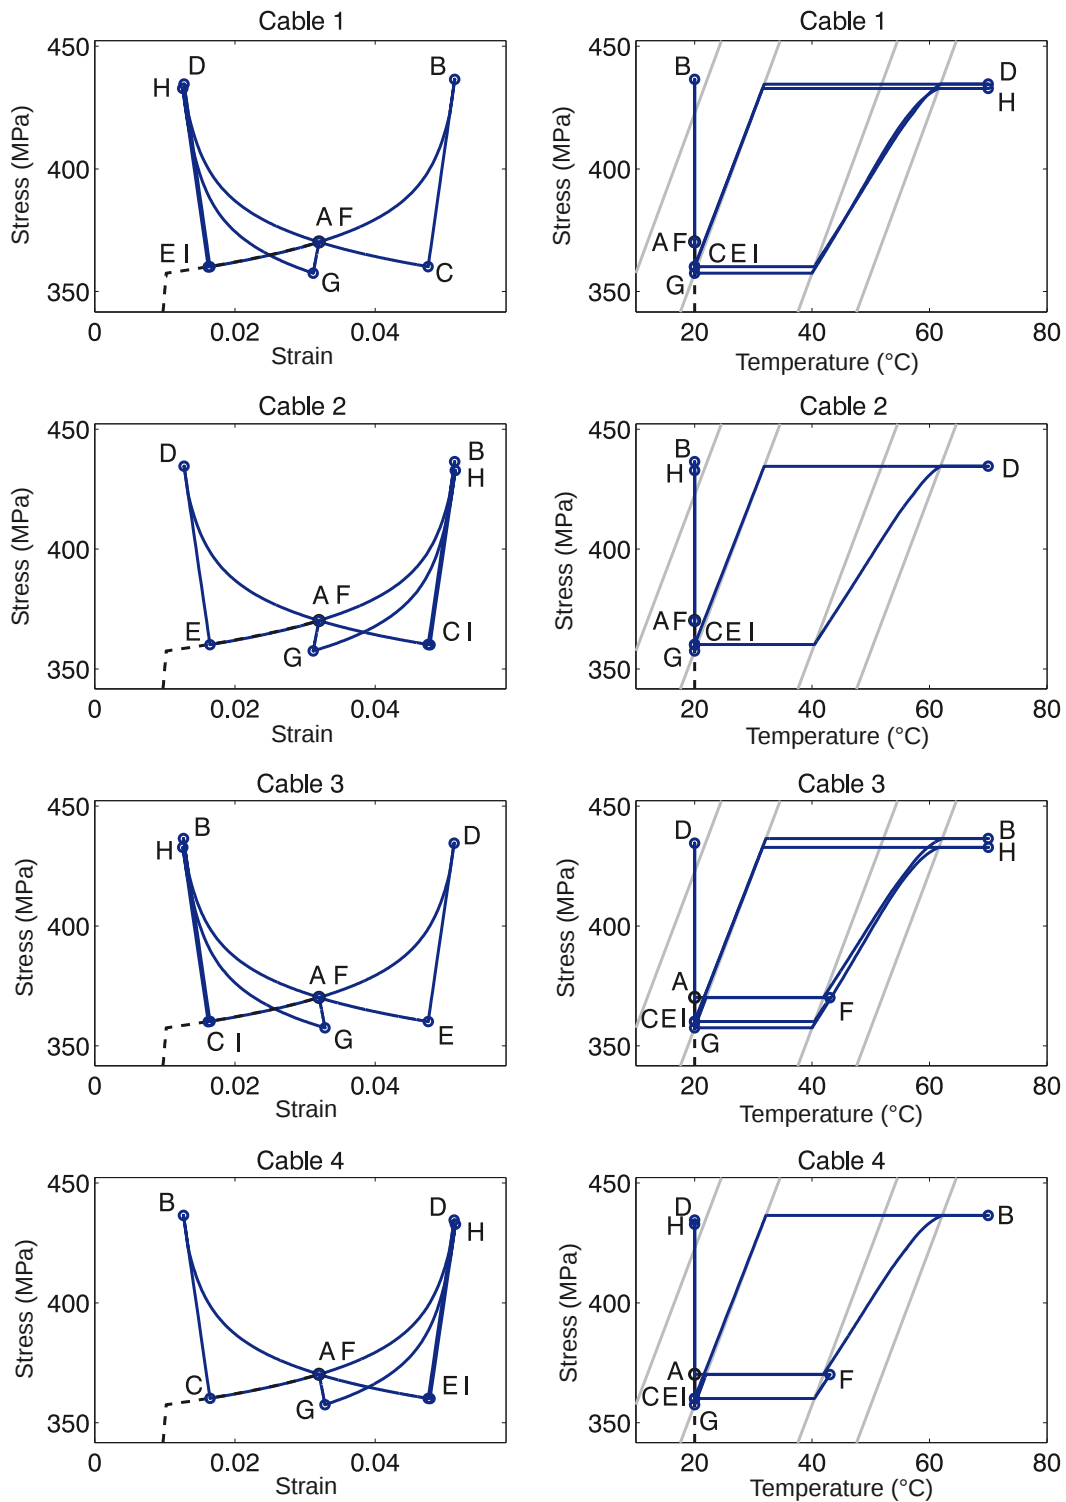 Cable 1
Cable 1
450
400
350
0
0.02
0.04
Stress (MPa)
Strain
D
H
B
A F
E I
G
C
450
400
350
20
40
60
80
Stress (MPa)
Temperature (°C)
B
D
H
A F
C E I
G
Cable 2
Cable 2
450
400
350
0
0.02
0.04
Stress (MPa)
Strain
D
B
H
A F
E
G
C I
450
400
350
20
40
60
80
Stress (MPa)
Temperature (°C)
B
H
D
A F
C E I
G
Cable 3
Cable 3
450
400
350
0
0.02
0.04
Stress (MPa)
Strain
B
H
D
A F
C I
G
E
450
400
350
20
40
60
80
Stress (MPa)
Temperature (°C)
D
B
H
A
F
CEI
G
Cable 4
Cable 4
450
400
350
0
0.02
0.04
Stress (MPa)
Strain
B
D
H
A F
C
G
E I
450
400
350
20
40
60
80
Stress (MPa)
Temperature (°C)
D
H
B
A
F
CEI
G